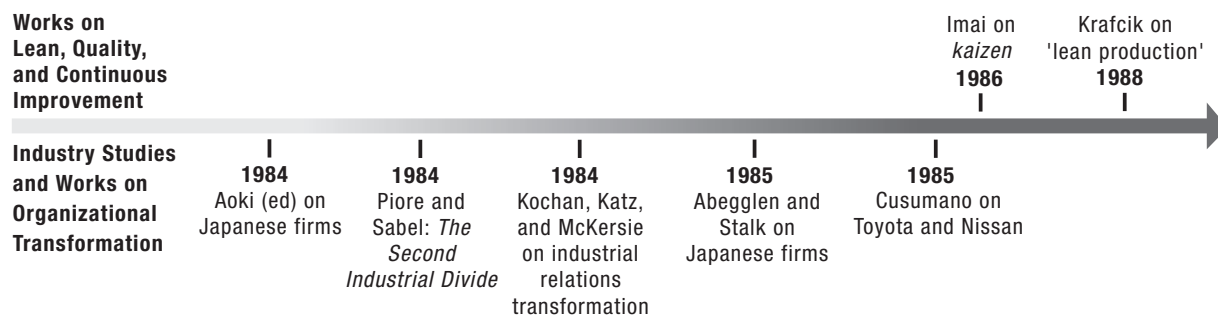 Works on
Lean, Quality,
and Continuous
Improvement
Imai on
kaizen
1986
Krafcik on
'lean production'
1988
Industry Studies
and Works on
Organizational
Transformation
1984
Aoki (ed) on
Japanese firms
1984
Piore and
Sabel: The
Second
Industrial Divide
1984
Kochan, Katz,
and McKersie
on industrial
relations
transformation
1985
Abegglen and
Stalk on
Japanese firms
1985
Cusumano on
Toyota and Nissan